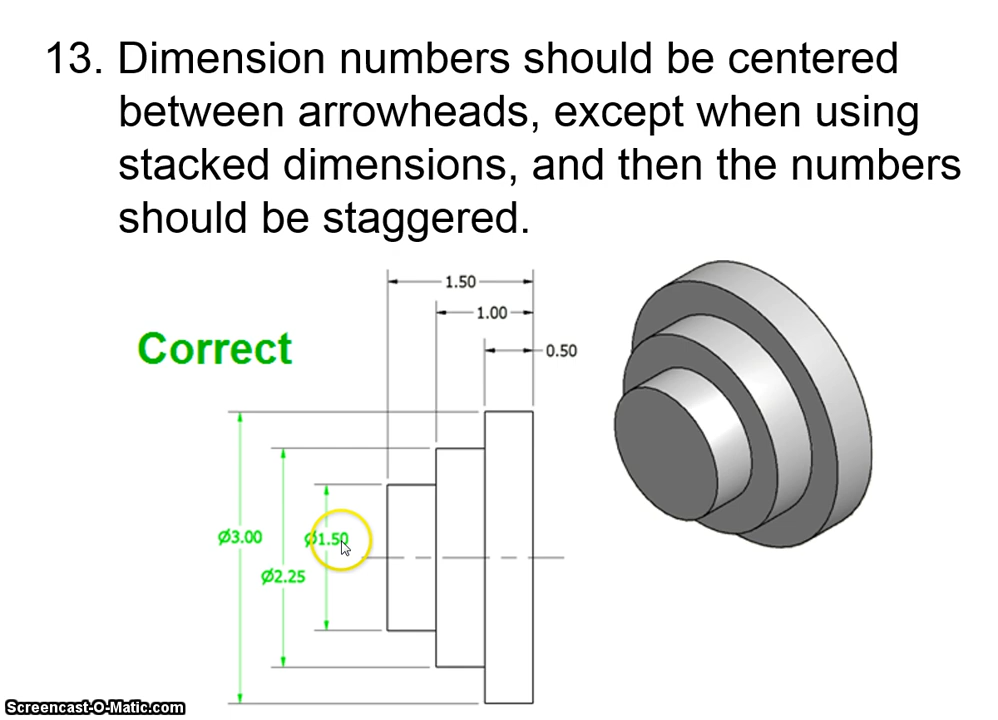 13. Dimension numbers should be centered
between arrowheads, except when using
stacked dimensions, and then the numbers
should be staggered.
1.50
1.00
Correct
0.50
Ø3.00
Ø1.50
Ø2.25
Screencast-O-Matic.com